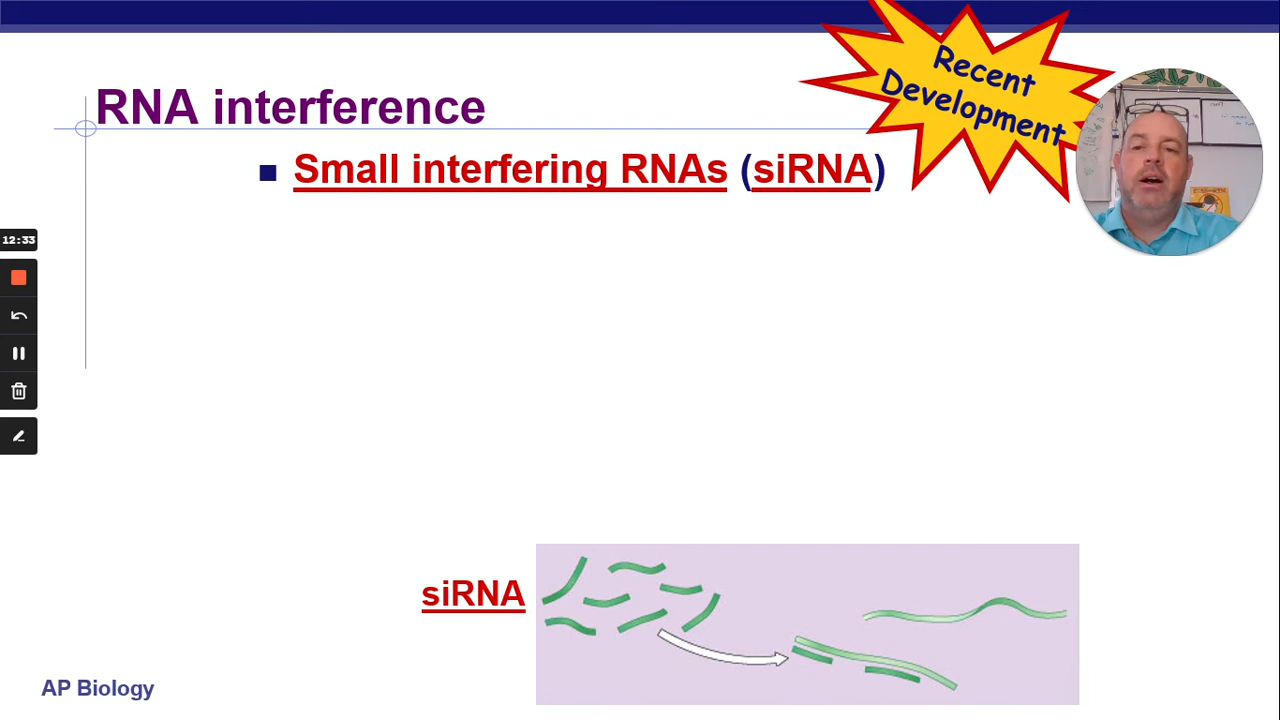 Recent
Development
RNA interference
■ Small interfering RNAs (siRNA)
12:33
siRNA
AP Biology